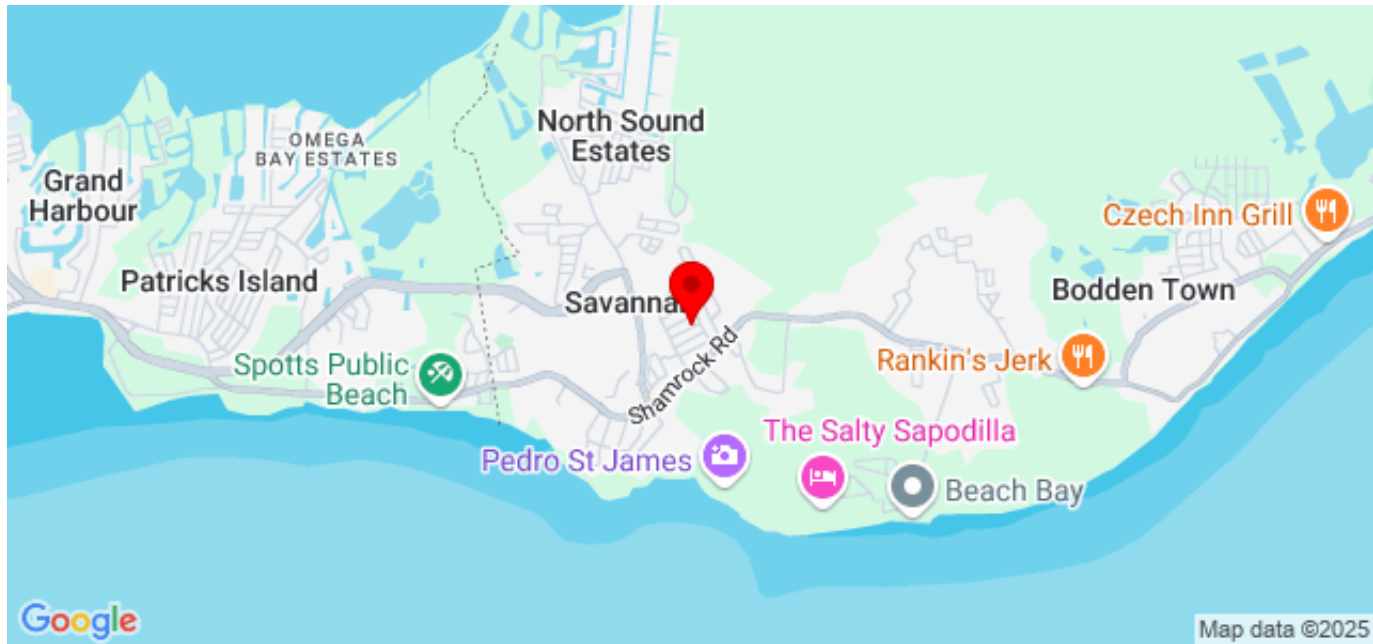 North Sound
Estates
OMEGA
BAY ESTATES
Grand
Harbour
Czech Inn Grill
Patricks Island
Savannah
Bodden Town
Shamrock Rd
Spotts Public
Beach
Rankin's Jerk
The Salty Sapodilla
Pedro St James
Beach Bay
Google
Map data ©2025